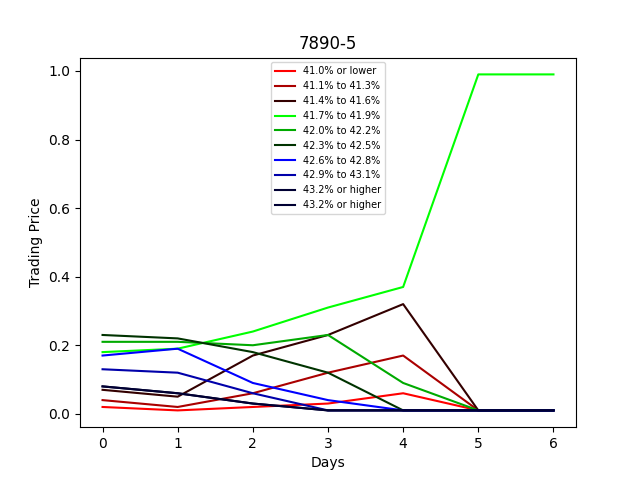 7890-5
41.0% or lower
41.1% to 41.3%
41.4% to 41.6%
41.7% to 41.9%
42.0% to 42.2%
42.3% to 42.5%
42.6% to 42.8%
42.9% to 43.1%
43.2% or higher
43.2% or higher
Trading Price
1.0
0.8
0.6
0.4
0.2
0.0
0 1 2 3 4 5 6
Days